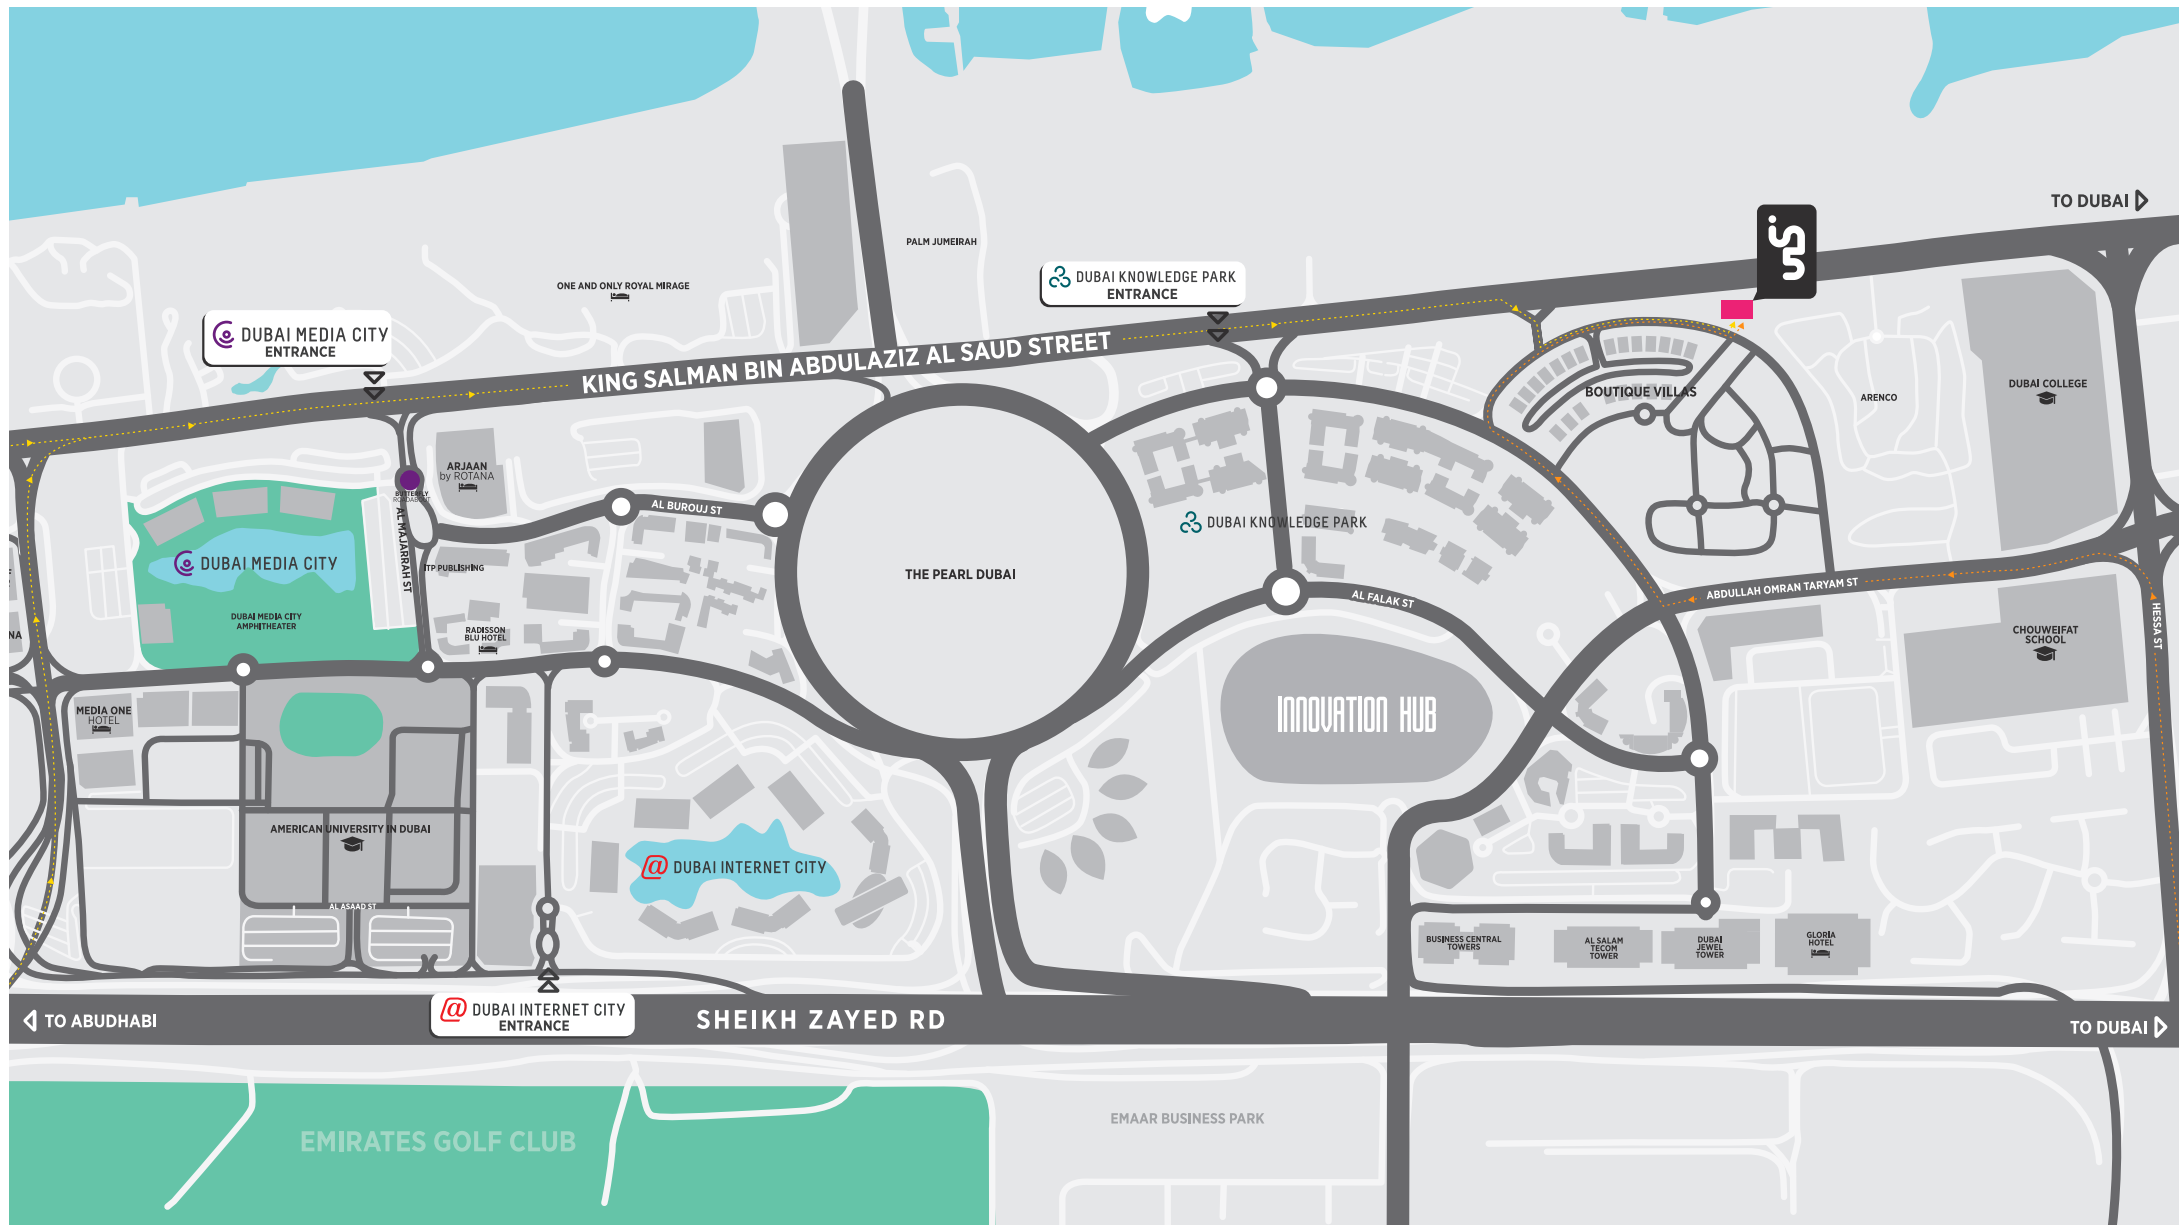 TO DUBAI
in5
PALM JUMEIRAH
DUBAI KNOWLEDGE PARK
ENTRANCE
ONE AND ONLY ROYAL MIRAGE
DUBAI MEDIA CITY
ENTRANCE
KING SALMAN BIN ABDULAZIZ AL SAUD STREET
BOUTIQUE VILLAS
ARENCO
DUBAI COLLEGE
ARJAAN
by ROTANA
BUTTERFLY
ROADABOUT
AL MAJARRAH ST
AL BUROUJ ST
DUBAI KNOWLEDGE PARK
DUBAI MEDIA CITY
ITP PUBLISHING
THE PEARL DUBAI
AL FALAK ST
ABDULLAH OMRAN TARYAM ST
HESSA ST
DUBAI MEDIA CITY
AMPHITHEATER
RADISSON
BLU HOTEL
NA
CHOUWEIFAT
SCHOOL
MEDIA ONE
HOTEL
INNOVATION HUB
AMERICAN UNIVERSITY IN DUBAI
@ DUBAI INTERNET CITY
AL ASAAD ST
BUSINESS CENTRAL
TOWERS
AL SALAM
TECOM
TOWER
DUBAI
JEWEL
TOWER
GLORIA
HOTEL
TO ABUDHABI
@ DUBAI INTERNET CITY
ENTRANCE
SHEIKH ZAYED RD
TO DUBAI
EMIRATES GOLF CLUB
EMAAR BUSINESS PARK